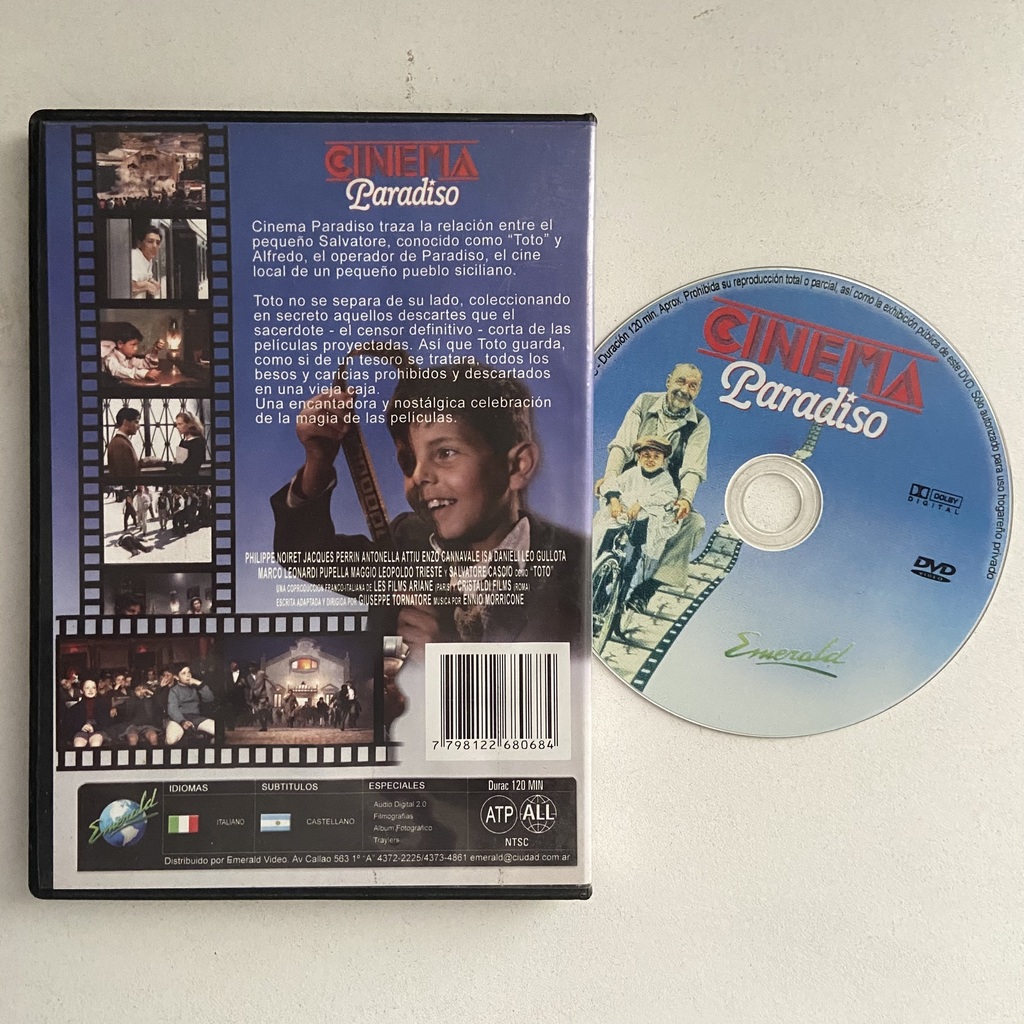 CINEMA
Paradiso
Cinema Paradiso traza la relación entre el
pequeño Salvatore, conocido como "Toto" y
Alfredo, el operador de Paradiso, el cine
local de un pequeño pueblo siciliano.
Toto no se separa de su lado, coleccionando
en secreto aquellos descartes que el
sacerdote - el censor definitivo - corta de las
películas proyectadas. Así que Toto guarda,
como si de un tesoro se tratara, todos los
besos y caricias prohibidos y descartados
en una vieja caja.
Una encantadora y nostálgica celebración
de la magia de las películas.
PHILIPPE NOIRET JACQUES PERRIN ANTONELLA ATTIU ENZO CANNAVALE ISA DANIELI LEO GULLOTA
MARCO LEONARDI PUPELLA MAGGIO LEOPOLDO TRIESTE Y SALVATORE CASCIO COMO "TOTO"
UNA COPRODUCCION FRANCO-ITALIANA DE LES FILMS ARIANE (PARIS) Y CRISTALDI FILMS (ROMA)
ESCRITA ADAPTADA Y DIRIGIDA POR GIUSEPPE TORNATORE MUSICA POR ENNIO MORRICONE
7 798122 680684
Emerald
IDIOMAS
ITALIANO
SUBTITULOS
CASTELLANO
ESPECIALES
Audio Digital 2.0
Filmografías
Album Fotográfico
Traylers
Durac 120 MIN
ATP ALL
NTSC
Distribuido por Emerald Video. Av Callao 563 1º "A" 4372-2225/4373-4861 emerald@ciudad.com.ar
- Duración 120 min. Aprox. Prohibida su reproducción total o parcial, así como la exhibición pública de este DVD Sólo autorizado para uso hogareño privado
CINEMA
Paradiso
DOLBY
DIGITAL
DVD
VIDEO
Emerald